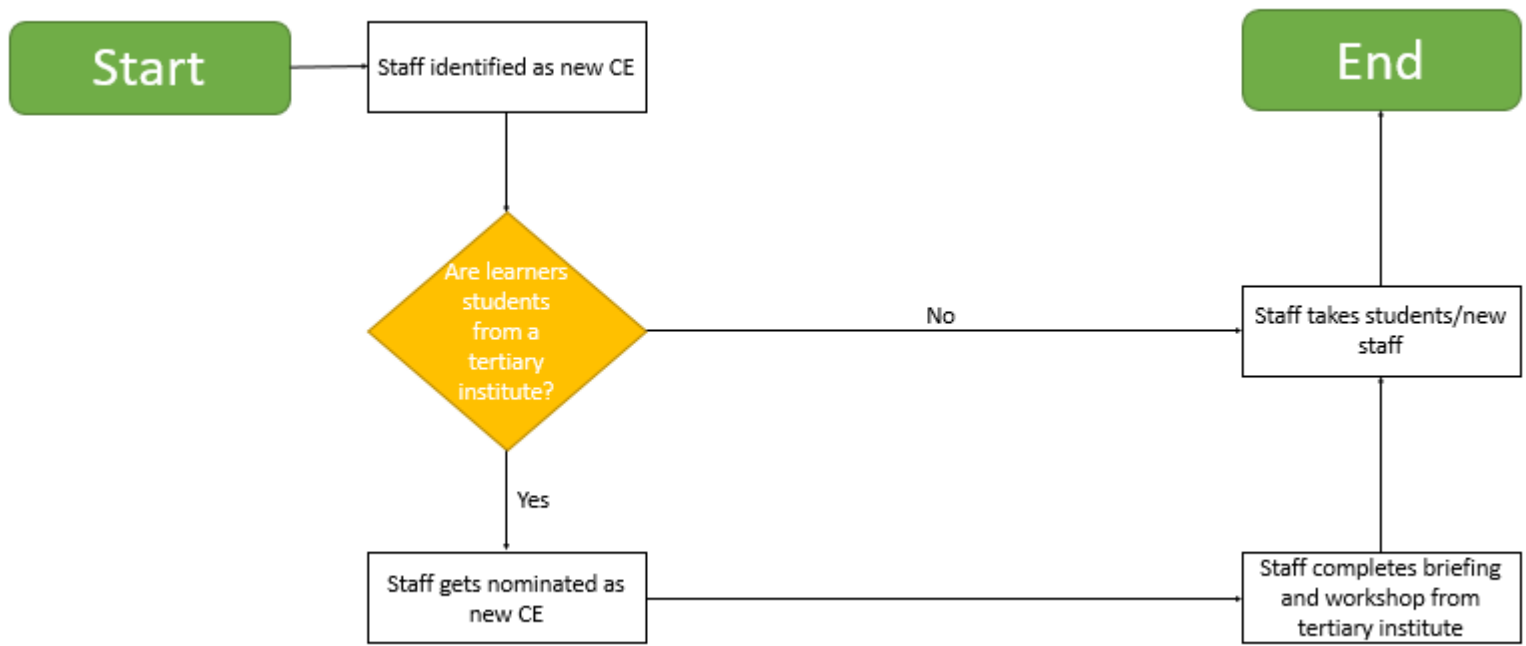 Start
Staff identified as new CE
End
Are learners
students
from a
tertiary
institute?
No
Staff takes students/new
staff
Yes
Staff gets nominated as
new CE
Staff completes briefing
and workshop from
tertiary institute